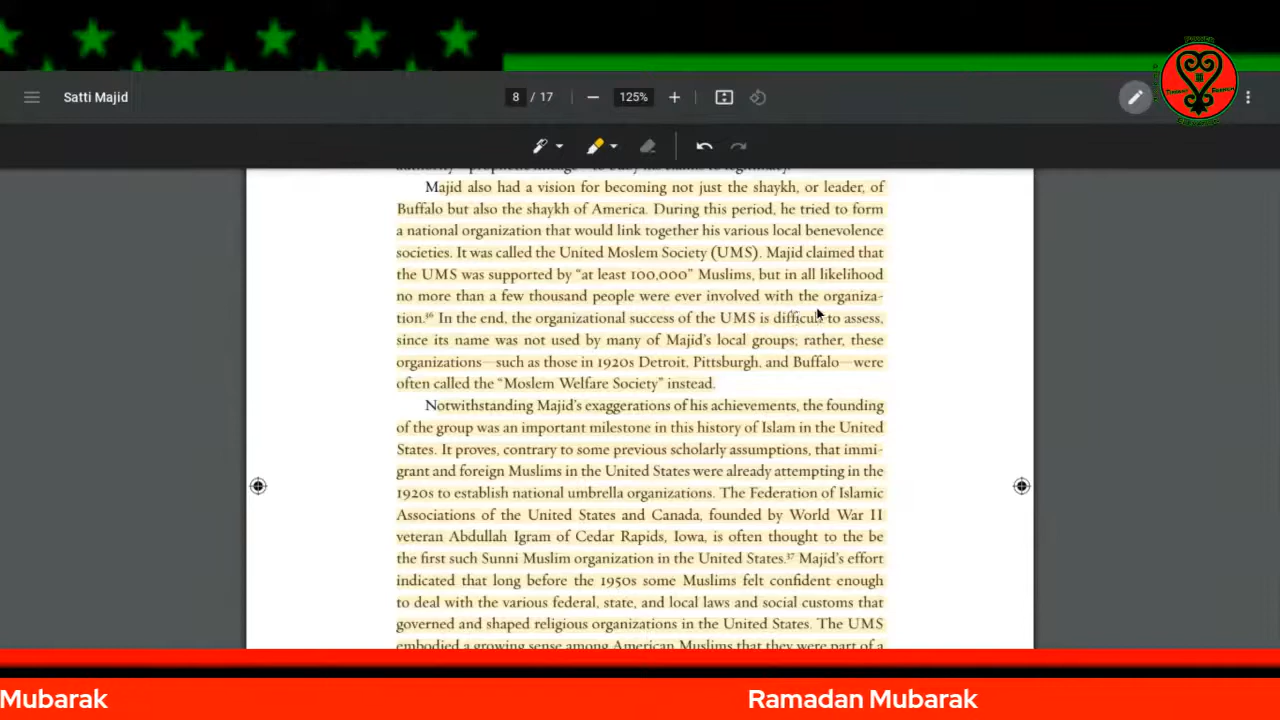 Satti Majid
8 / 17
125%
Majid also had a vision for becoming not just the shaykh, or leader, of
Buffalo but also the shaykh of America. During this period, he tried to form
a national organization that would link together his various local benevolence
societies. It was called the United Moslem Society (UMS). Majid claimed that
the UMS was supported by “at least 100,000” Muslims, but in all likelihood
no more than a few thousand people were ever involved with the organiza-
tion.³⁶ In the end, the organizational success of the UMS is difficult to assess,
since its name was not used by many of Majid’s local groups; rather, these
organizations—such as those in 1920s Detroit, Pittsburgh, and Buffalo—were
often called the “Moslem Welfare Society” instead.
Notwithstanding Majid’s exaggerations of his achievements, the founding
of the group was an important milestone in this history of Islam in the United
States. It proves, contrary to some previous scholarly assumptions, that immi-
grant and foreign Muslims in the United States were already attempting in the
1920s to establish national umbrella organizations. The Federation of Islamic
Associations of the United States and Canada, founded by World War II
veteran Abdullah Igram of Cedar Rapids, Iowa, is often thought to the be
the first such Sunni Muslim organization in the United States.³⁷ Majid’s effort
indicated that long before the 1950s some Muslims felt confident enough
to deal with the various federal, state, and local laws and social customs that
governed and shaped religious organizations in the United States. The UMS
embodied a growing sense among American Muslims that they were part of a
Mubarak
Ramadan Mubarak